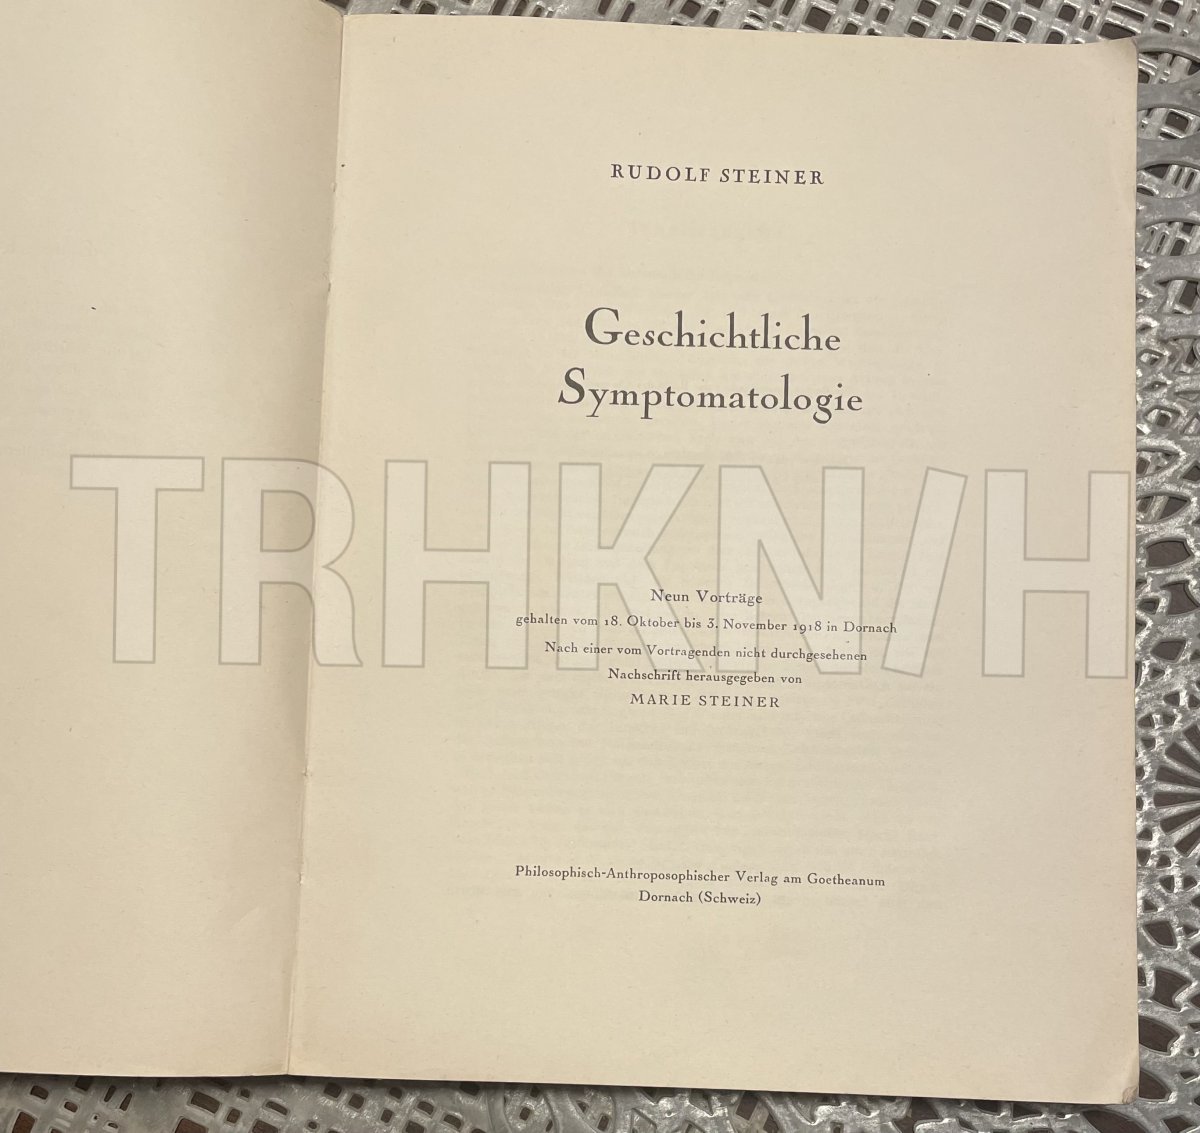 RUDOLF STEINER
Geschichtliche
Symptomatologie
TRHKN/H
Neun Vorträge
gehalten vom 18. Oktober bis 3. November 1918 in Dornach
Nach einer vom Vortragenden nicht durchgesehenen
Nachschrift herausgegeben von
MARIE STEINER
Philosophisch-Anthroposophischer Verlag am Goetheanum
Dornach (Schweiz)